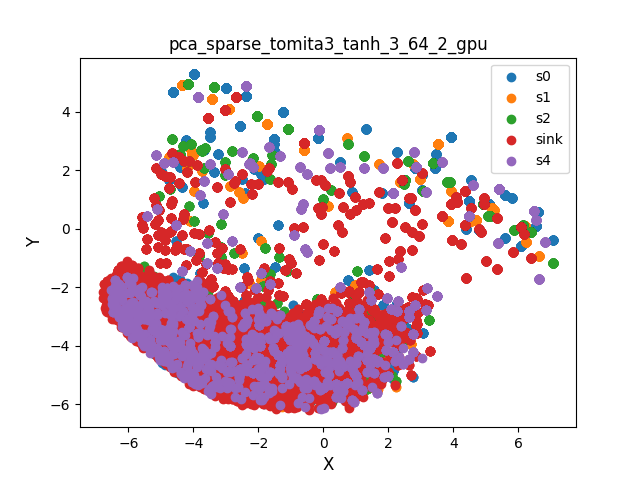 pca_sparse_tomita3_tanh_3_64_2_gpu
s0
s1
s2
sink
s4
4
2
0
−2
−4
−6
Y
−6 −4 −2 0 2 4 6
X